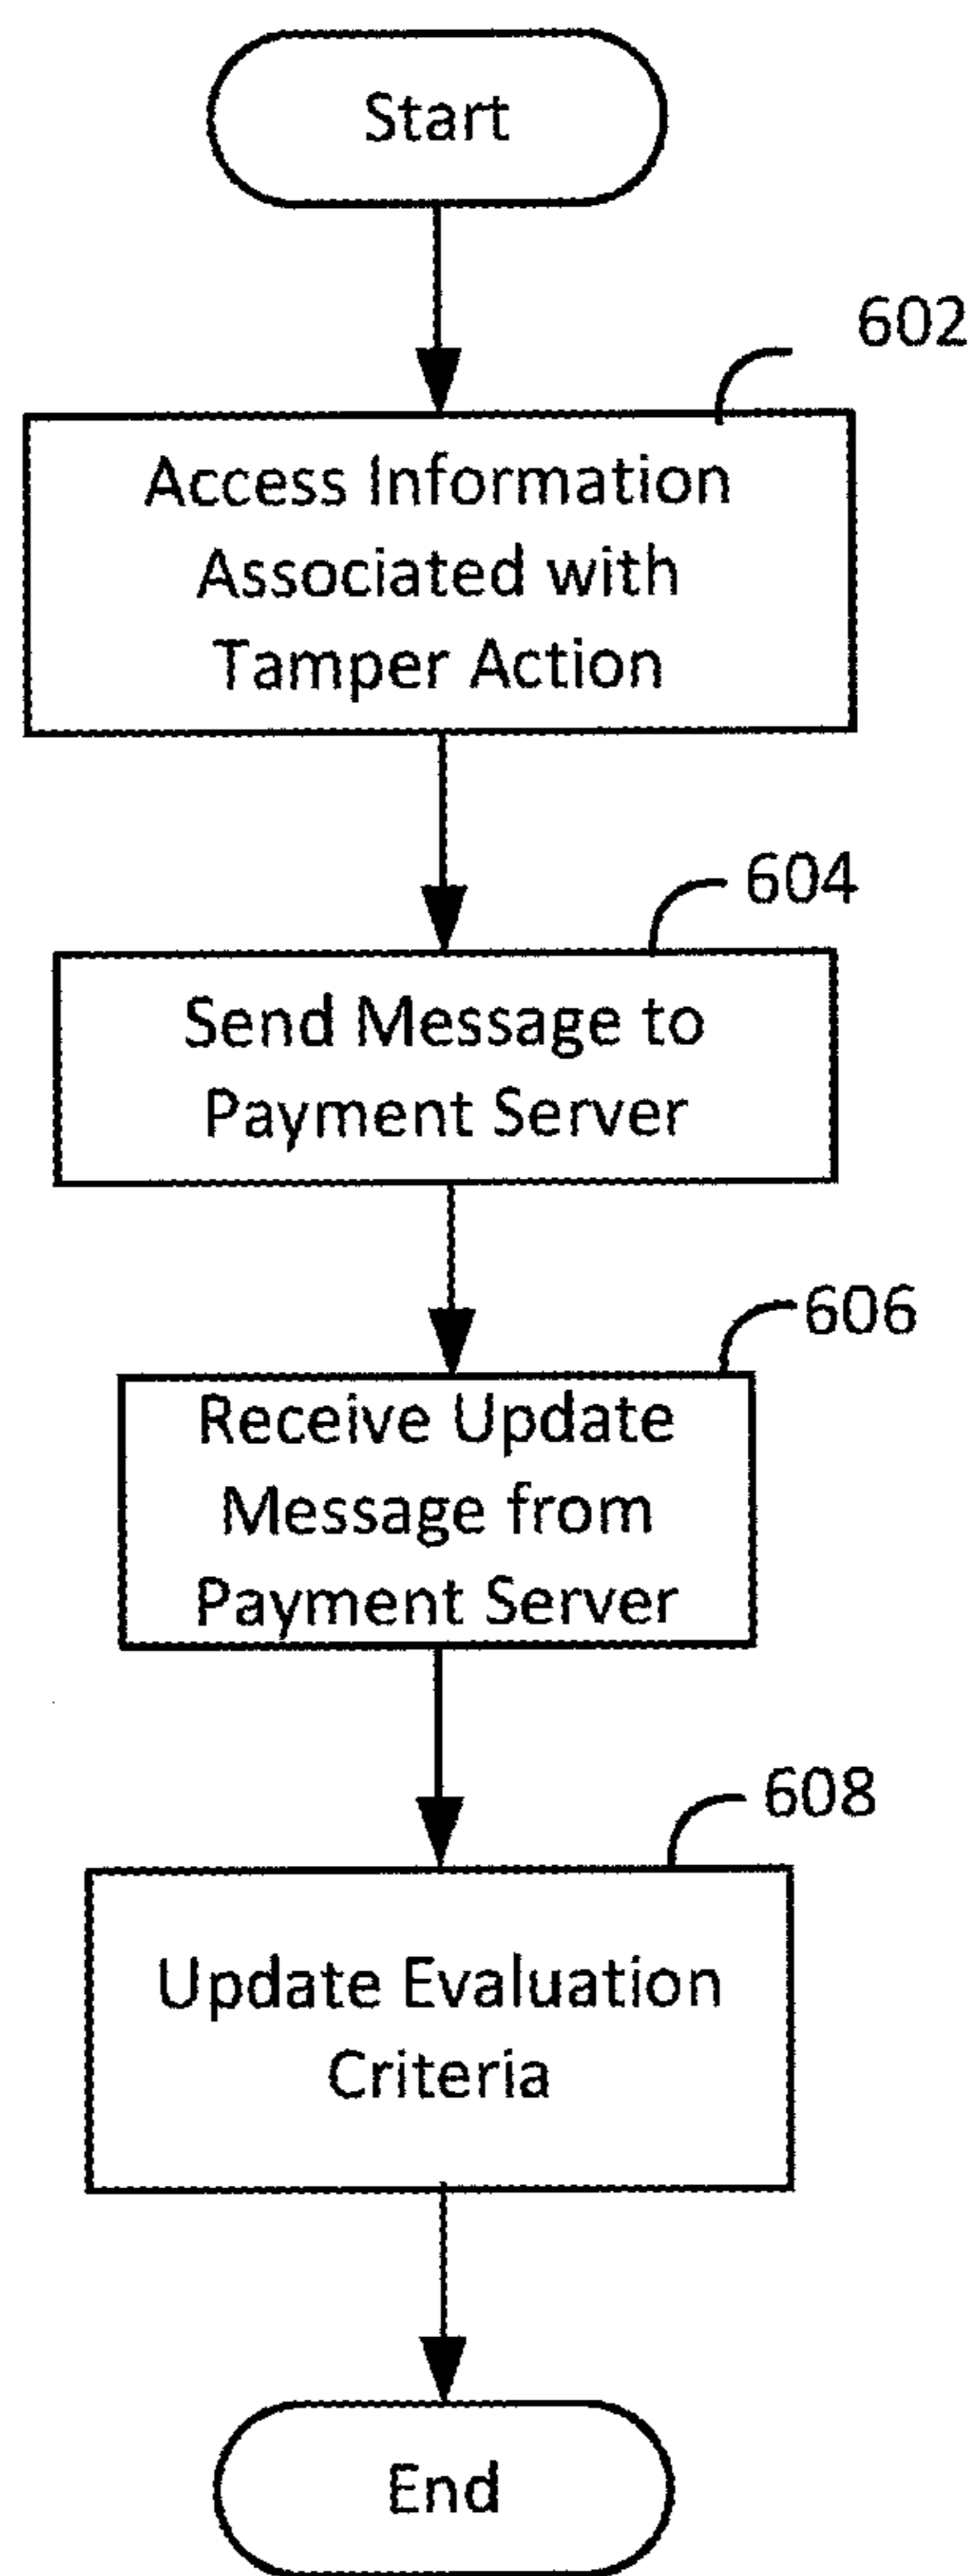 Start
602
Access Information
Associated with
Tamper Action
604
Send Message to
Payment Server
606
Receive Update
Message from
Payment Server
608
Update Evaluation
Criteria
End